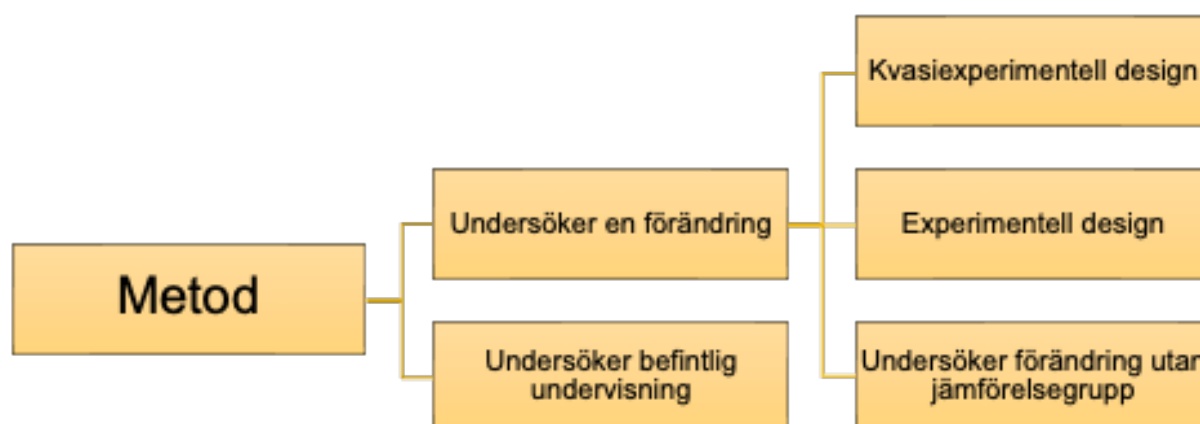 Metod
Undersöker en förändring
Undersöker befintlig
undervisning
Kvasiexperimentell design
Experimentell design
Undersöker förändring utan
jämförelsegrupp